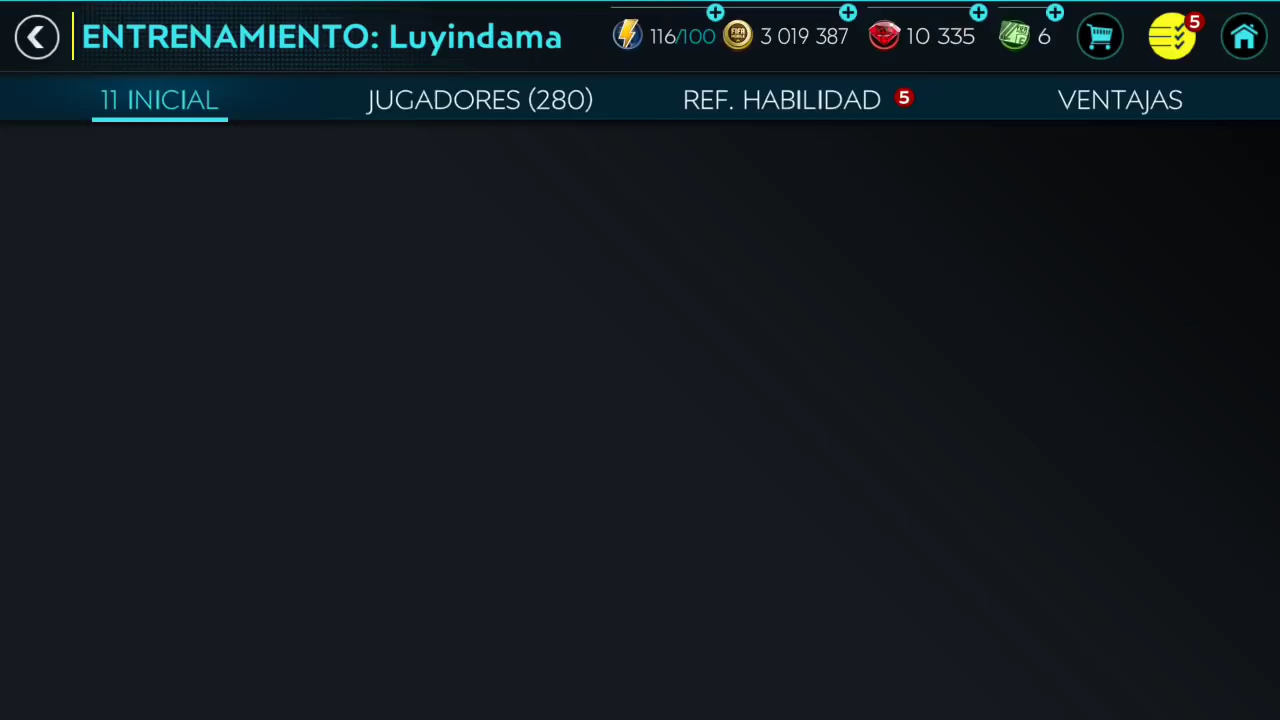 ENTRENAMIENTO: Luyindama 116/100 3 019 387 10 335 6 5
11 INICIAL JUGADORES (280) REF. HABILIDAD 5 VENTAJAS